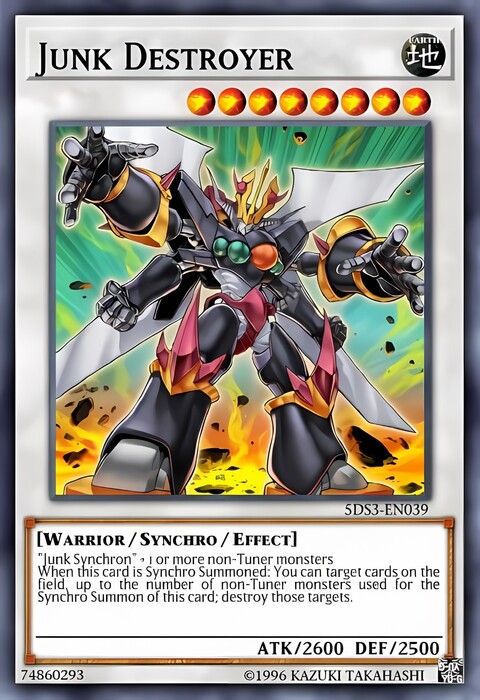 JUNK DESTROYER
EARTH
地
5DS3-EN039
[WARRIOR / SYNCHRO / EFFECT]
"Junk Synchron" + 1 or more non-Tuner monsters
When this card is Synchro Summoned: You can target cards on the
field, up to the number of non-Tuner monsters used for the
Synchro Summon of this card; destroy those targets.
ATK/2600 DEF/2500
74860293
©1996 KAZUKI TAKAHASHI